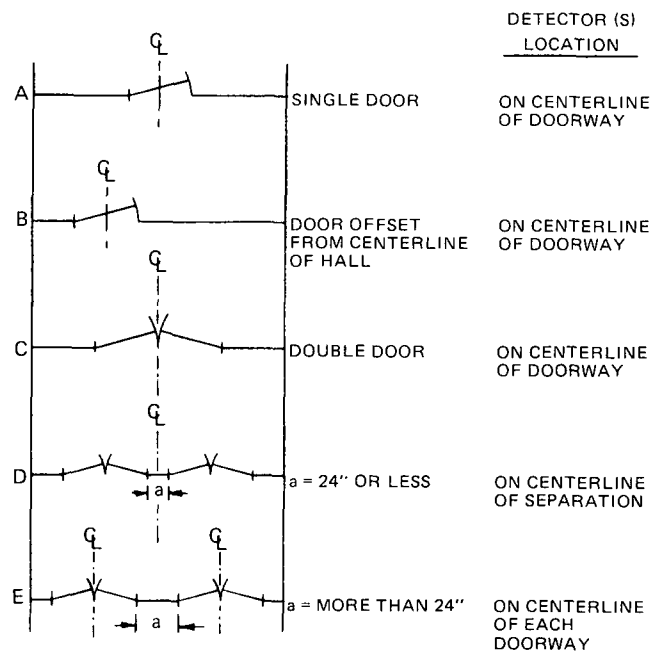 DETECTOR (S)
LOCATION
℄
A
SINGLE DOOR
ON CENTERLINE
OF DOORWAY
℄
B
DOOR OFFSET
FROM CENTERLINE
OF HALL
ON CENTERLINE
OF DOORWAY
℄
C
DOUBLE DOOR
ON CENTERLINE
OF DOORWAY
℄
D
a
a = 24" OR LESS
ON CENTERLINE
OF SEPARATION
℄ ℄
E
a
a = MORE THAN 24"
ON CENTERLINE
OF EACH
DOORWAY